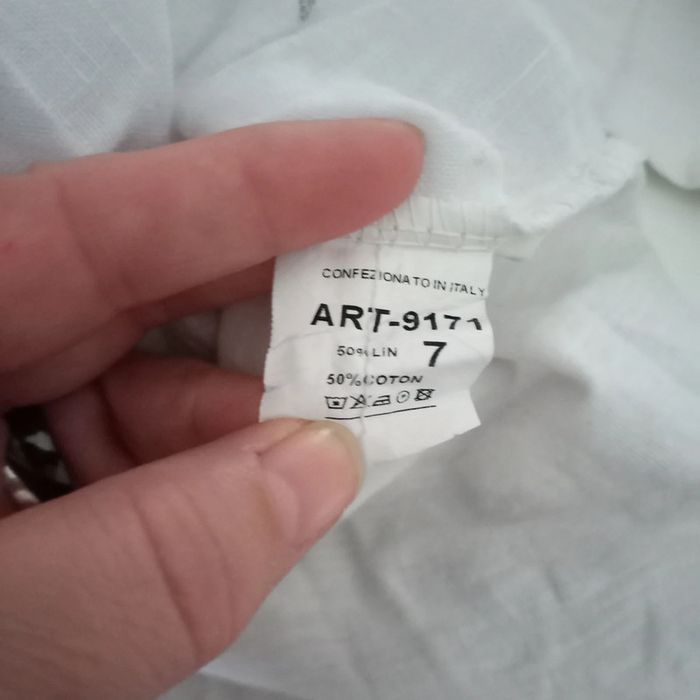 CONFEZIONATO IN ITALY
ART-9171
50% LIN 7
50% COTON